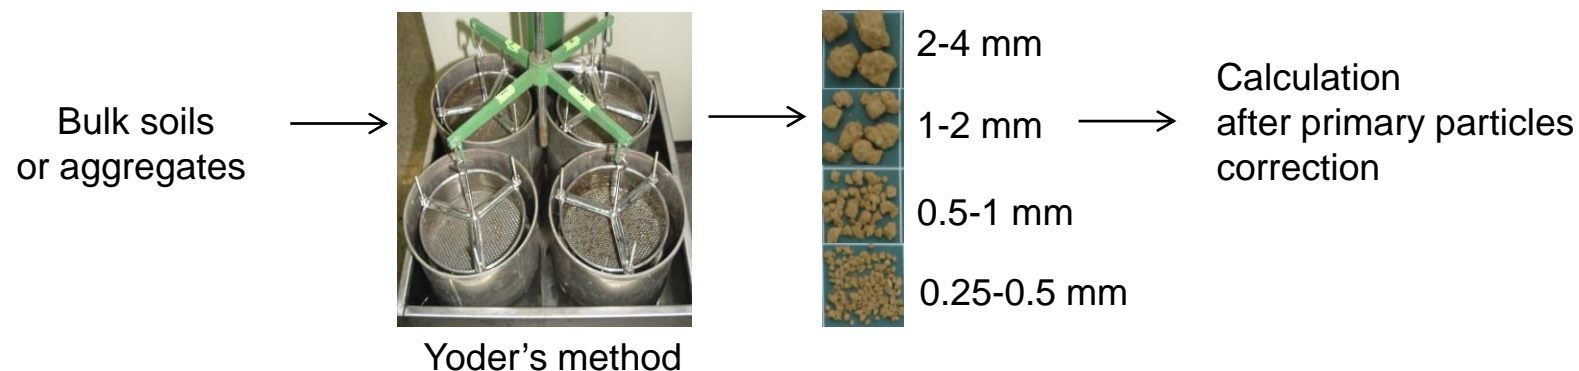 Bulk soils
or aggregates
Yoder’s method
2-4 mm
1-2 mm
0.5-1 mm
0.25-0.5 mm
Calculation
after primary particles
correction